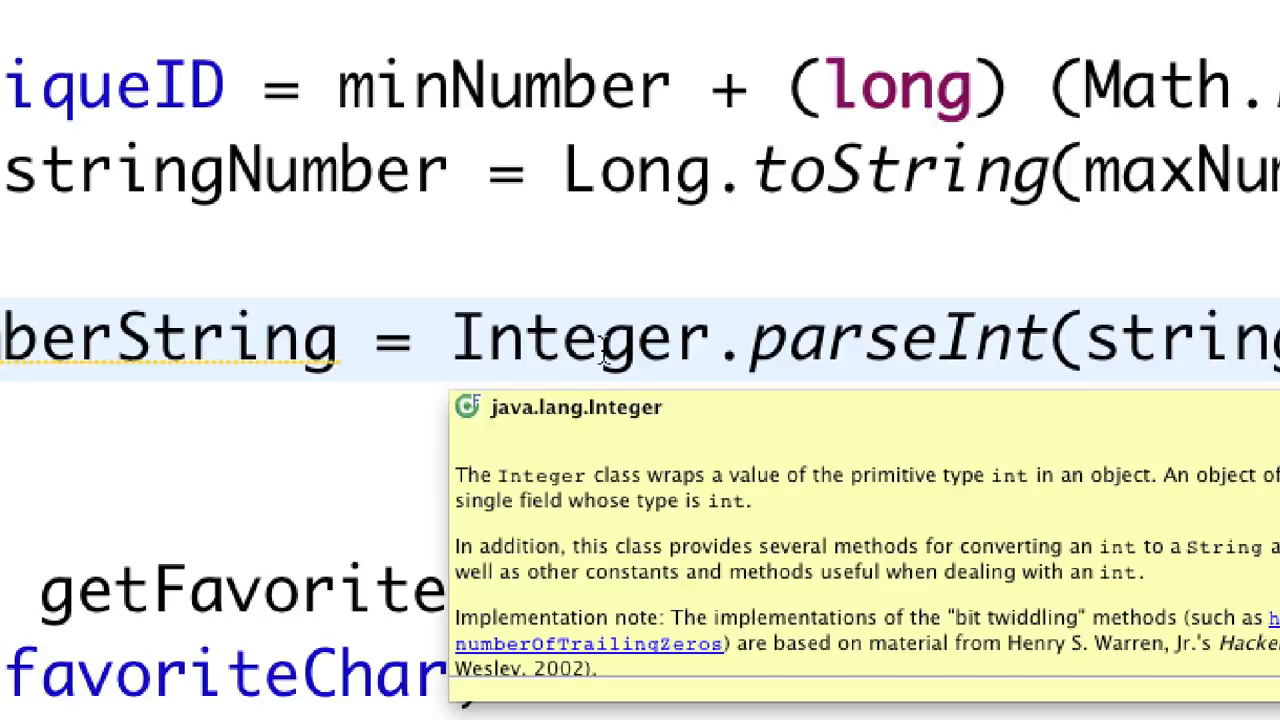 iqueID = minNumber + (long) (Math.
stringNumber = Long.toString(maxNum
berString = Integer.parseInt(string
java.lang.Integer
The Integer class wraps a value of the primitive type int in an object. An object of
single field whose type is int.
In addition, this class provides several methods for converting an int to a String a
well as other constants and methods useful when dealing with an int.
Implementation note: The implementations of the "bit twiddling" methods (such as h
numberOfTrailingZeros) are based on material from Henry S. Warren, Jr.'s Hacke
Wesley, 2002).
getFavorite
favoriteChar